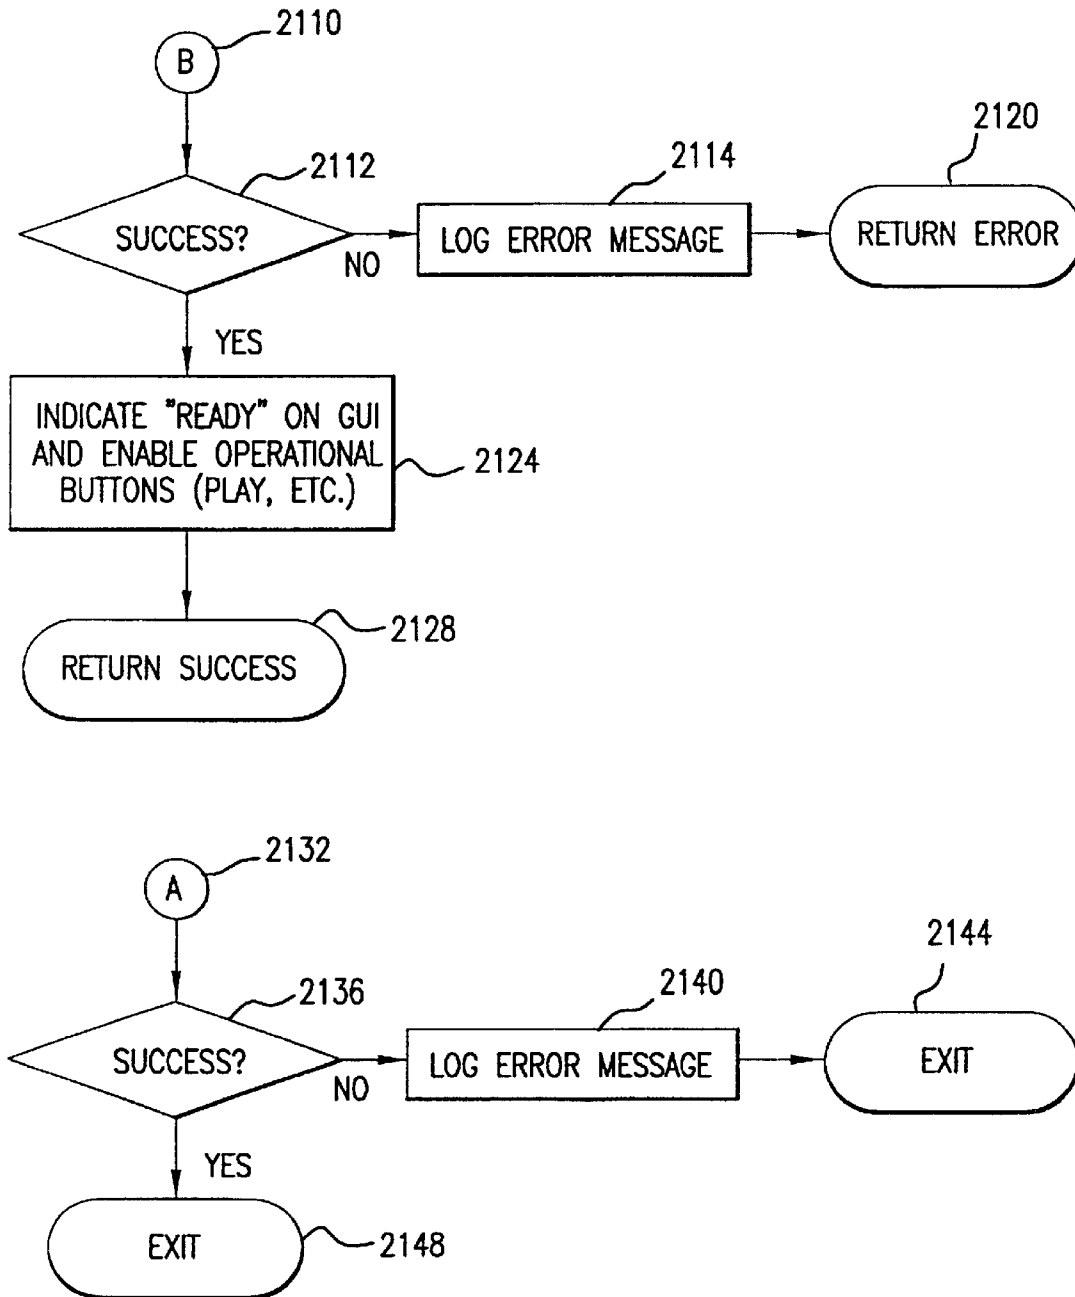 2110
B
2112
SUCCESS?
NO
2114
LOG ERROR MESSAGE
2120
RETURN ERROR
YES
INDICATE "READY" ON GUI
AND ENABLE OPERATIONAL
BUTTONS (PLAY, ETC.)
2124
2128
RETURN SUCCESS
2132
A
2136
SUCCESS?
NO
2140
LOG ERROR MESSAGE
2144
EXIT
YES
EXIT
2148